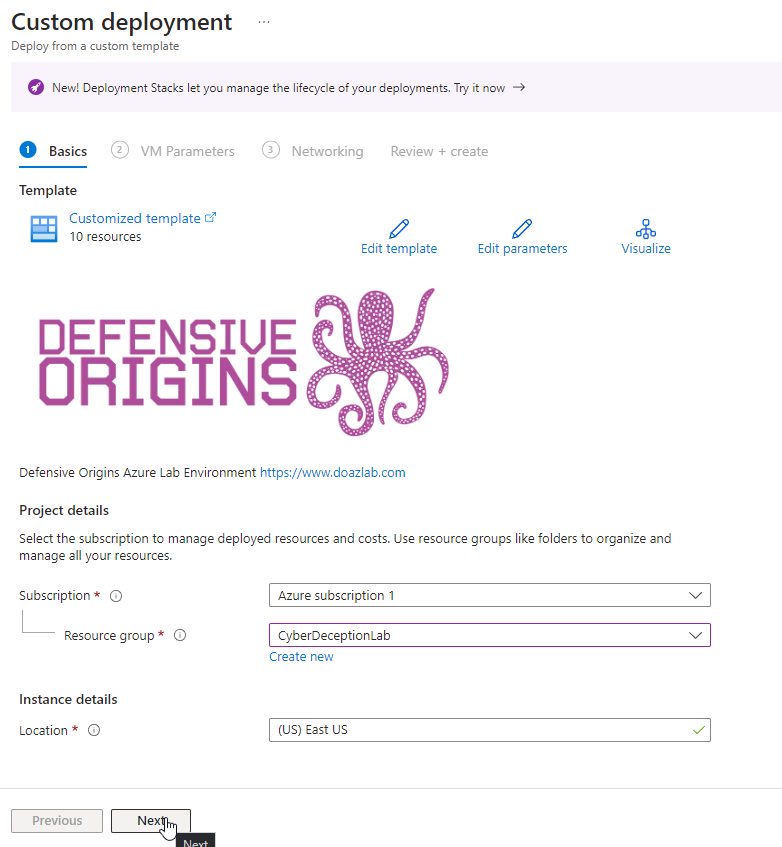 Custom deployment ...
Deploy from a custom template
New! Deployment Stacks let you manage the lifecycle of your deployments. Try it now →
1 Basics 2 VM Parameters 3 Networking Review + create
Template
Customized template
10 resources
Edit template Edit parameters Visualize
DEFENSIVE
ORIGINS
Defensive Origins Azure Lab Environment https://www.doazlab.com
Project details
Select the subscription to manage deployed resources and costs. Use resource groups like folders to organize and
manage all your resources.
Subscription * Azure subscription 1
Resource group * CyberDeceptionLab
Create new
Instance details
Location * (US) East US
Previous Next
Next